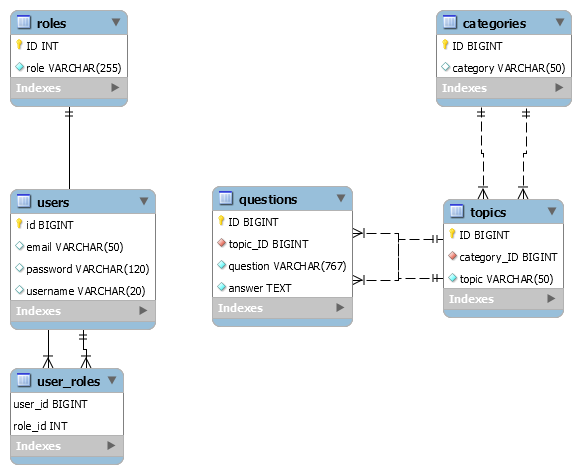 roles
ID INT
role VARCHAR(255)
Indexes
categories
ID BIGINT
category VARCHAR(50)
Indexes
users
id BIGINT
email VARCHAR(50)
password VARCHAR(120)
username VARCHAR(20)
Indexes
questions
ID BIGINT
topic_ID BIGINT
question VARCHAR(767)
answer TEXT
Indexes
topics
ID BIGINT
category_ID BIGINT
topic VARCHAR(50)
Indexes
user_roles
user_id BIGINT
role_id INT
Indexes